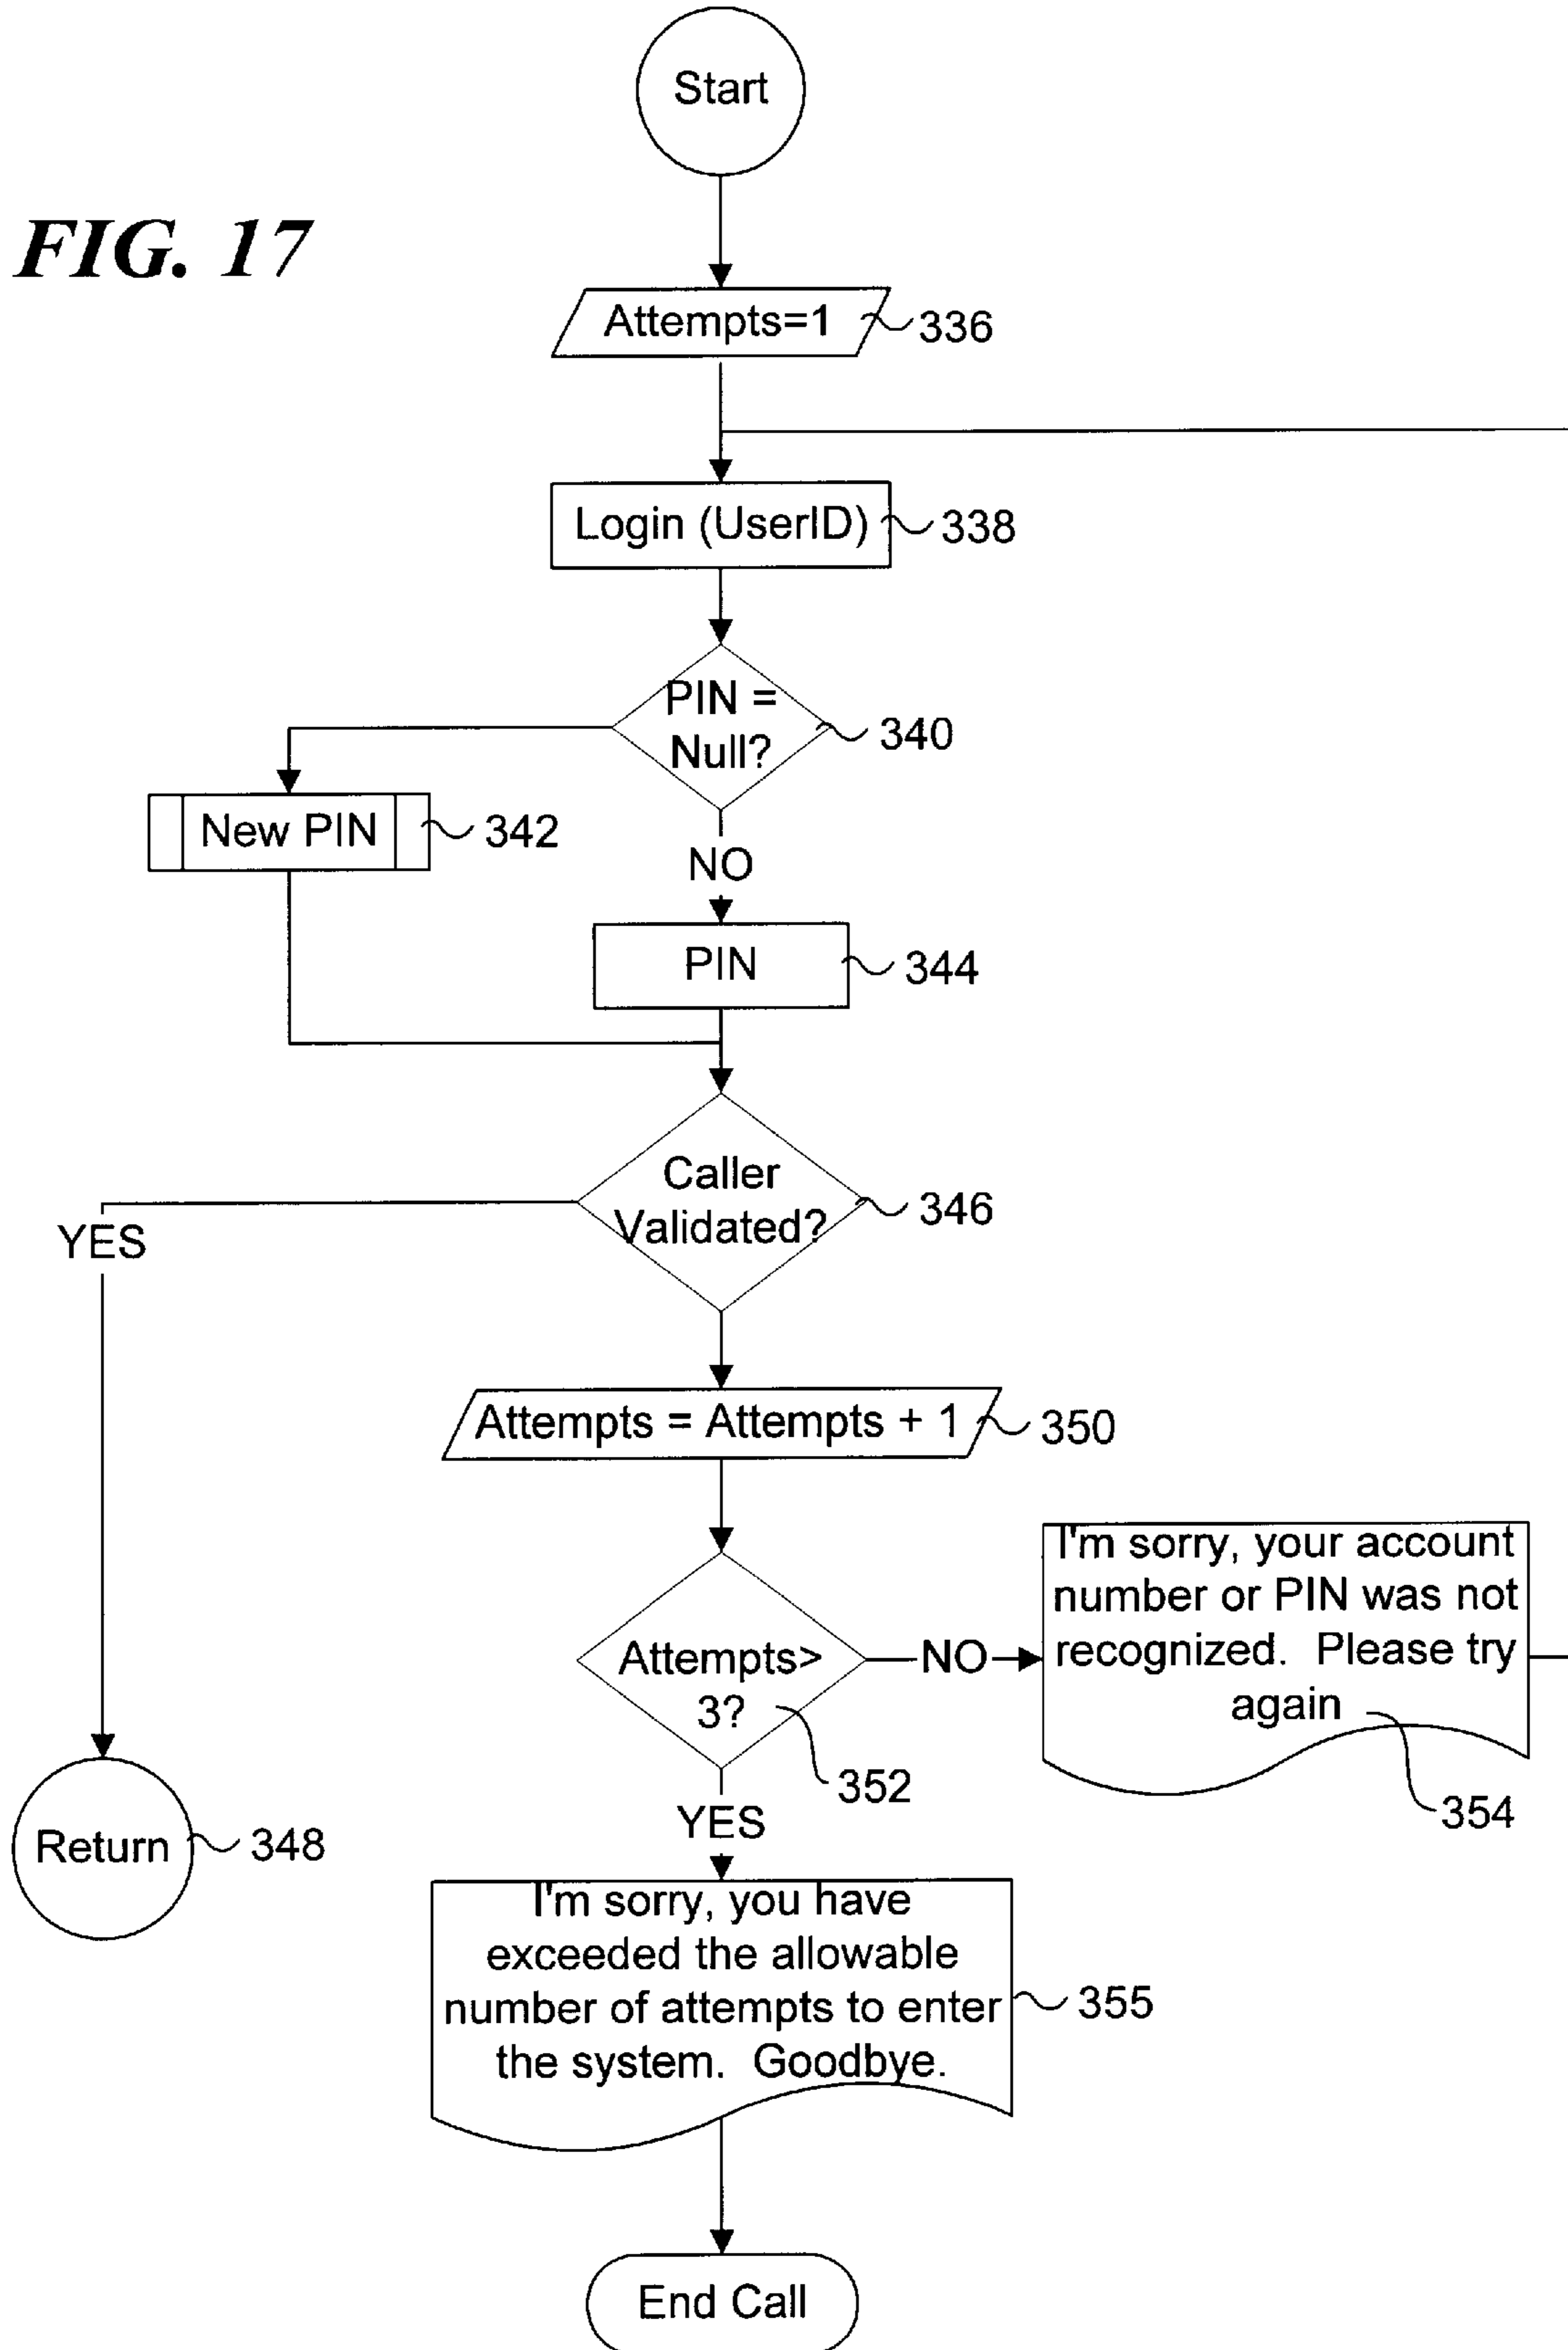 Start
FIG. 17
Attempts=1
336
Login (UserID)
338
PIN =
Null?
340
New PIN
342
NO
PIN
344
Caller
Validated?
346
YES
Attempts = Attempts + 1
350
Attempts>
3?
352
NO
I'm sorry, your account
number or PIN was not
recognized.  Please try
again
354
YES
Return
348
I'm sorry, you have
exceeded the allowable
number of attempts to enter
the system.  Goodbye.
355
End Call